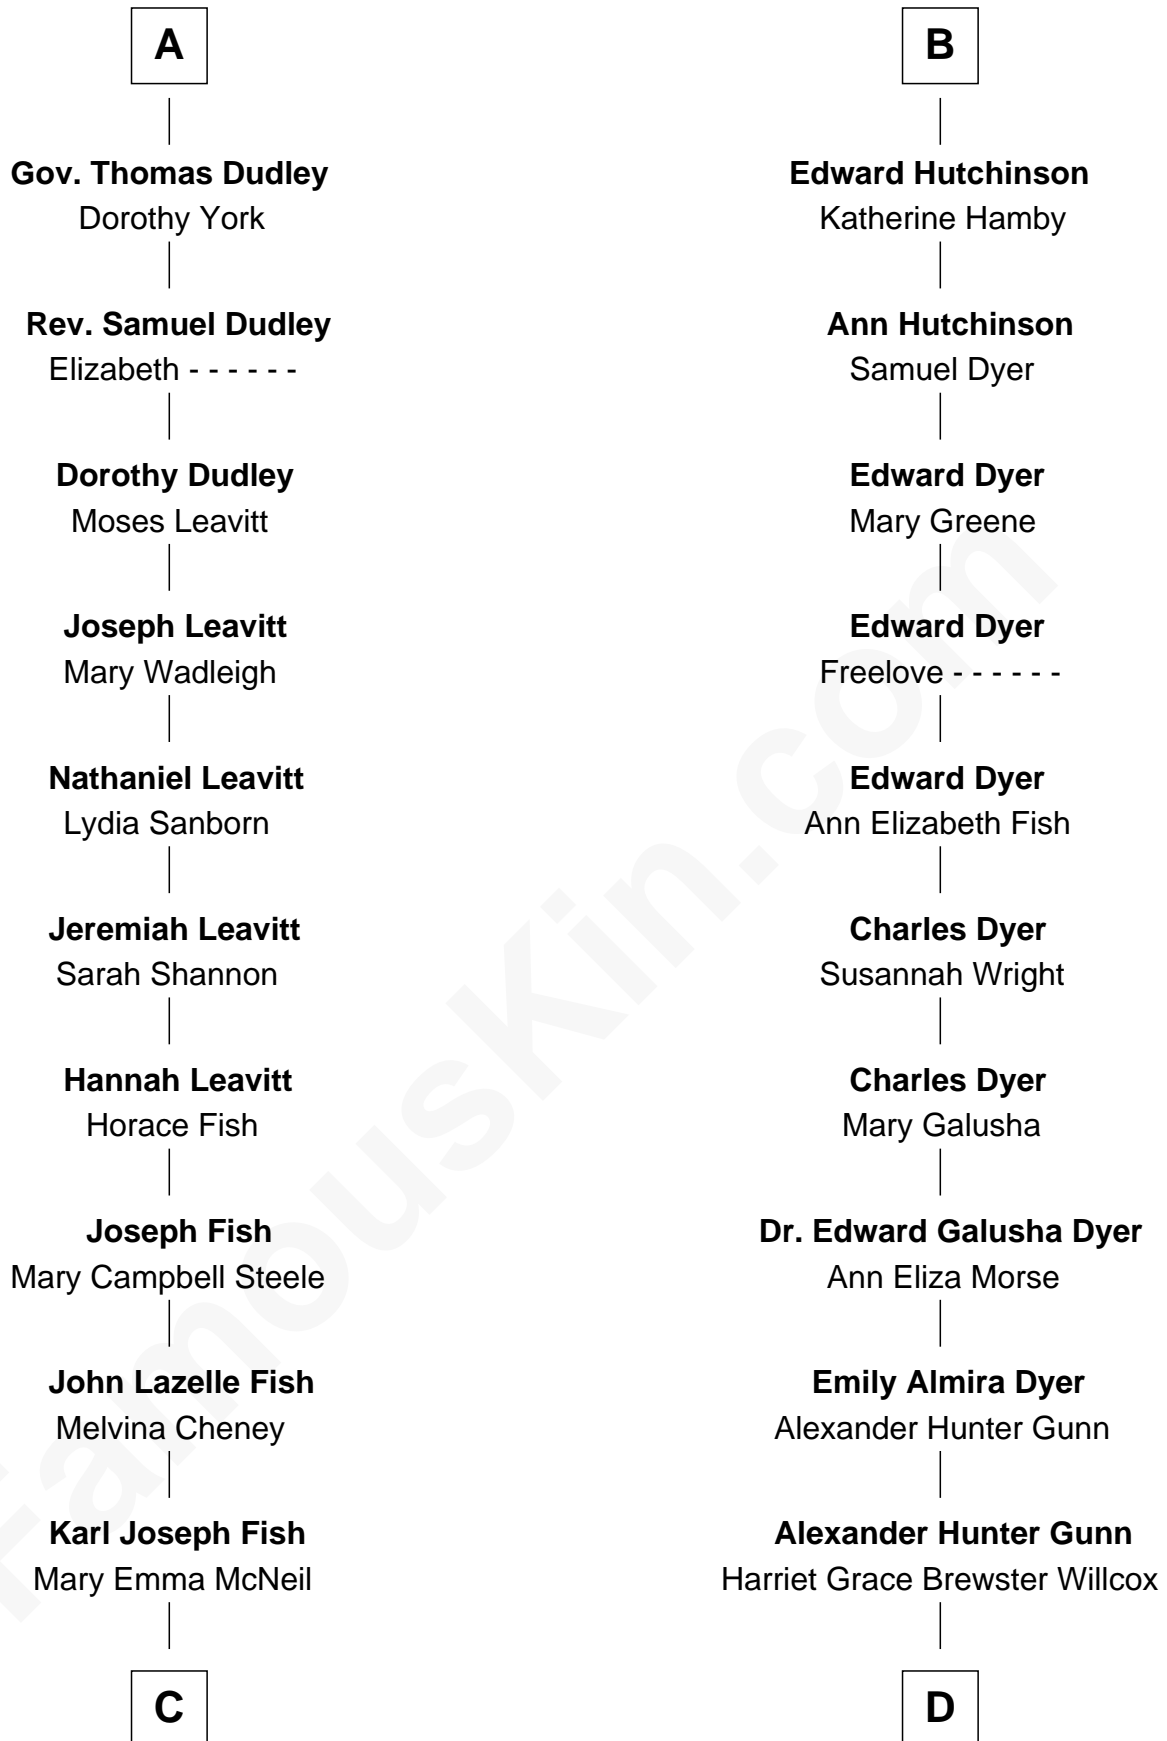 A
Gov. Thomas Dudley
Dorothy York
Rev. Samuel Dudley
Elizabeth - - - - - -
Dorothy Dudley
Moses Leavitt
Joseph Leavitt
Mary Wadleigh
Nathaniel Leavitt
Lydia Sanborn
Jeremiah Leavitt
Sarah Shannon
Hannah Leavitt
Horace Fish
Joseph Fish
Mary Campbell Steele
John Lazelle Fish
Melvina Cheney
Karl Joseph Fish
Mary Emma McNeil
C
B
Edward Hutchinson
Katherine Hamby
Ann Hutchinson
Samuel Dyer
Edward Dyer
Mary Greene
Edward Dyer
Freelove - - - - - -
Edward Dyer
Ann Elizabeth Fish
Charles Dyer
Susannah Wright
Charles Dyer
Mary Galusha
Dr. Edward Galusha Dyer
Ann Eliza Morse
Emily Almira Dyer
Alexander Hunter Gunn
Alexander Hunter Gunn
Harriet Grace Brewster Willcox
D
FamousKin.com